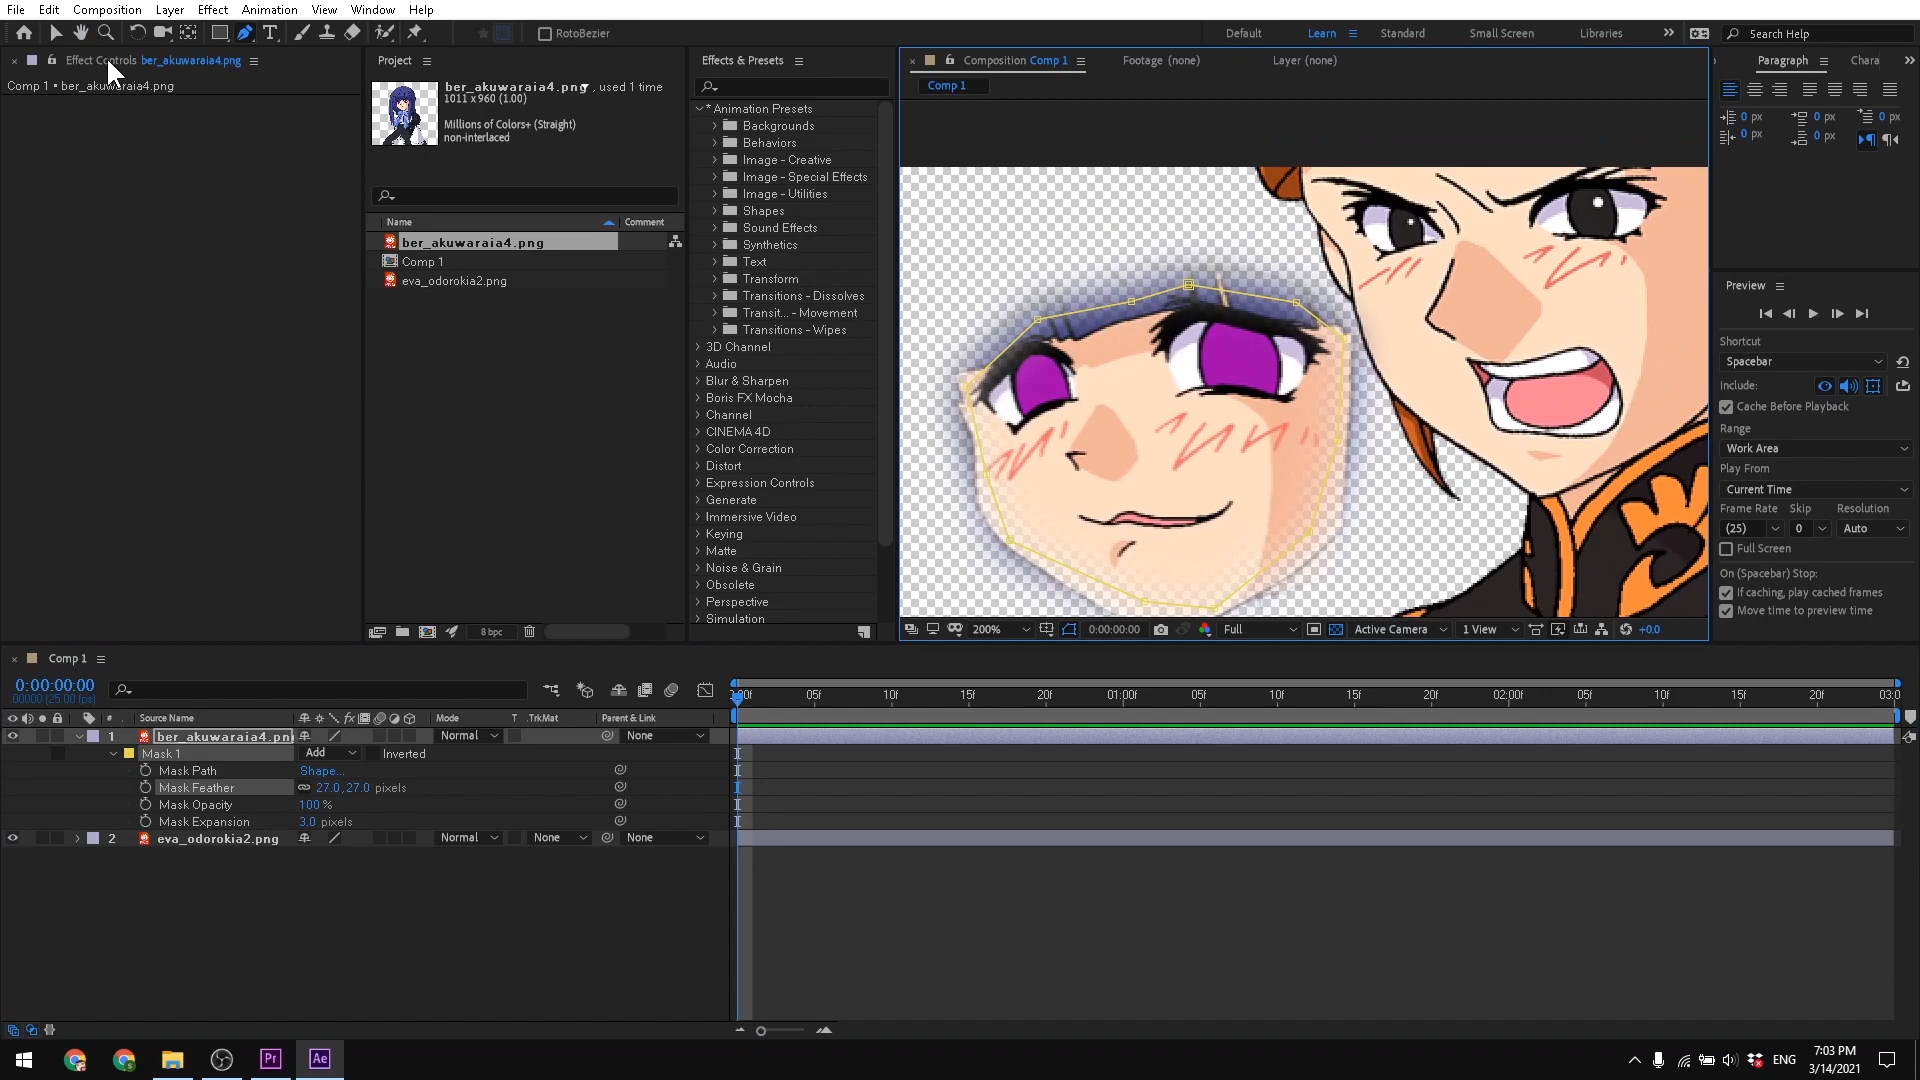 File Edit Composition Layer Effect Animation View Window Help
RotoBezier
Default Learn Standard Small Screen Libraries Search Help
Effect Controls ber_akuwaraia4.png
Comp 1 • ber_akuwaraia4.png
Project
ber_akuwaraia4.png , used 1 time
1011 x 960 (1.00)
Millions of Colors+ (Straight)
non-interlaced
Name Comment
ber_akuwaraia4.png
Comp 1
eva_odorokia2.png
8 bpc
Effects & Presets
* Animation Presets
Backgrounds
Behaviors
Image - Creative
Image - Special Effects
Image - Utilities
Shapes
Sound Effects
Synthetics
Text
Transform
Transitions - Dissolves
Transit... - Movement
Transitions - Wipes
3D Channel
Audio
Blur & Sharpen
Boris FX Mocha
Channel
CINEMA 4D
Color Correction
Distort
Expression Controls
Generate
Immersive Video
Keying
Matte
Noise & Grain
Obsolete
Perspective
Simulation
Composition Comp 1 Footage (none) Layer (none)
Comp 1
200% 0:00:00:00 Full Active Camera 1 View +0.0
Paragraph Chara
0 px 0 px 0 px
0 px 0 px
Preview
Shortcut
Spacebar
Include:
Cache Before Playback
Range
Work Area
Play From
Current Time
Frame Rate Skip Resolution
(25) 0 Auto
Full Screen
On (Spacebar) Stop:
If caching, play cached frames
Move time to preview time
Comp 1
0:00:00:00
00000 (25.00 fps)
:00f 05f 10f 15f 20f 01:00f 05f 10f 15f 20f 02:00f 05f 10f 15f 20f 03:0
# Source Name fx Mode T .TrkMat Parent & Link
1 ber_akuwaraia4.pn Normal None
Mask 1 Add Inverted
Mask Path Shape...
Mask Feather 27.0,27.0 pixels
Mask Opacity 100 %
Mask Expansion 3.0 pixels
2 eva_odorokia2.png Normal None None
Pr Ae
ENG
7:03 PM
3/14/2021